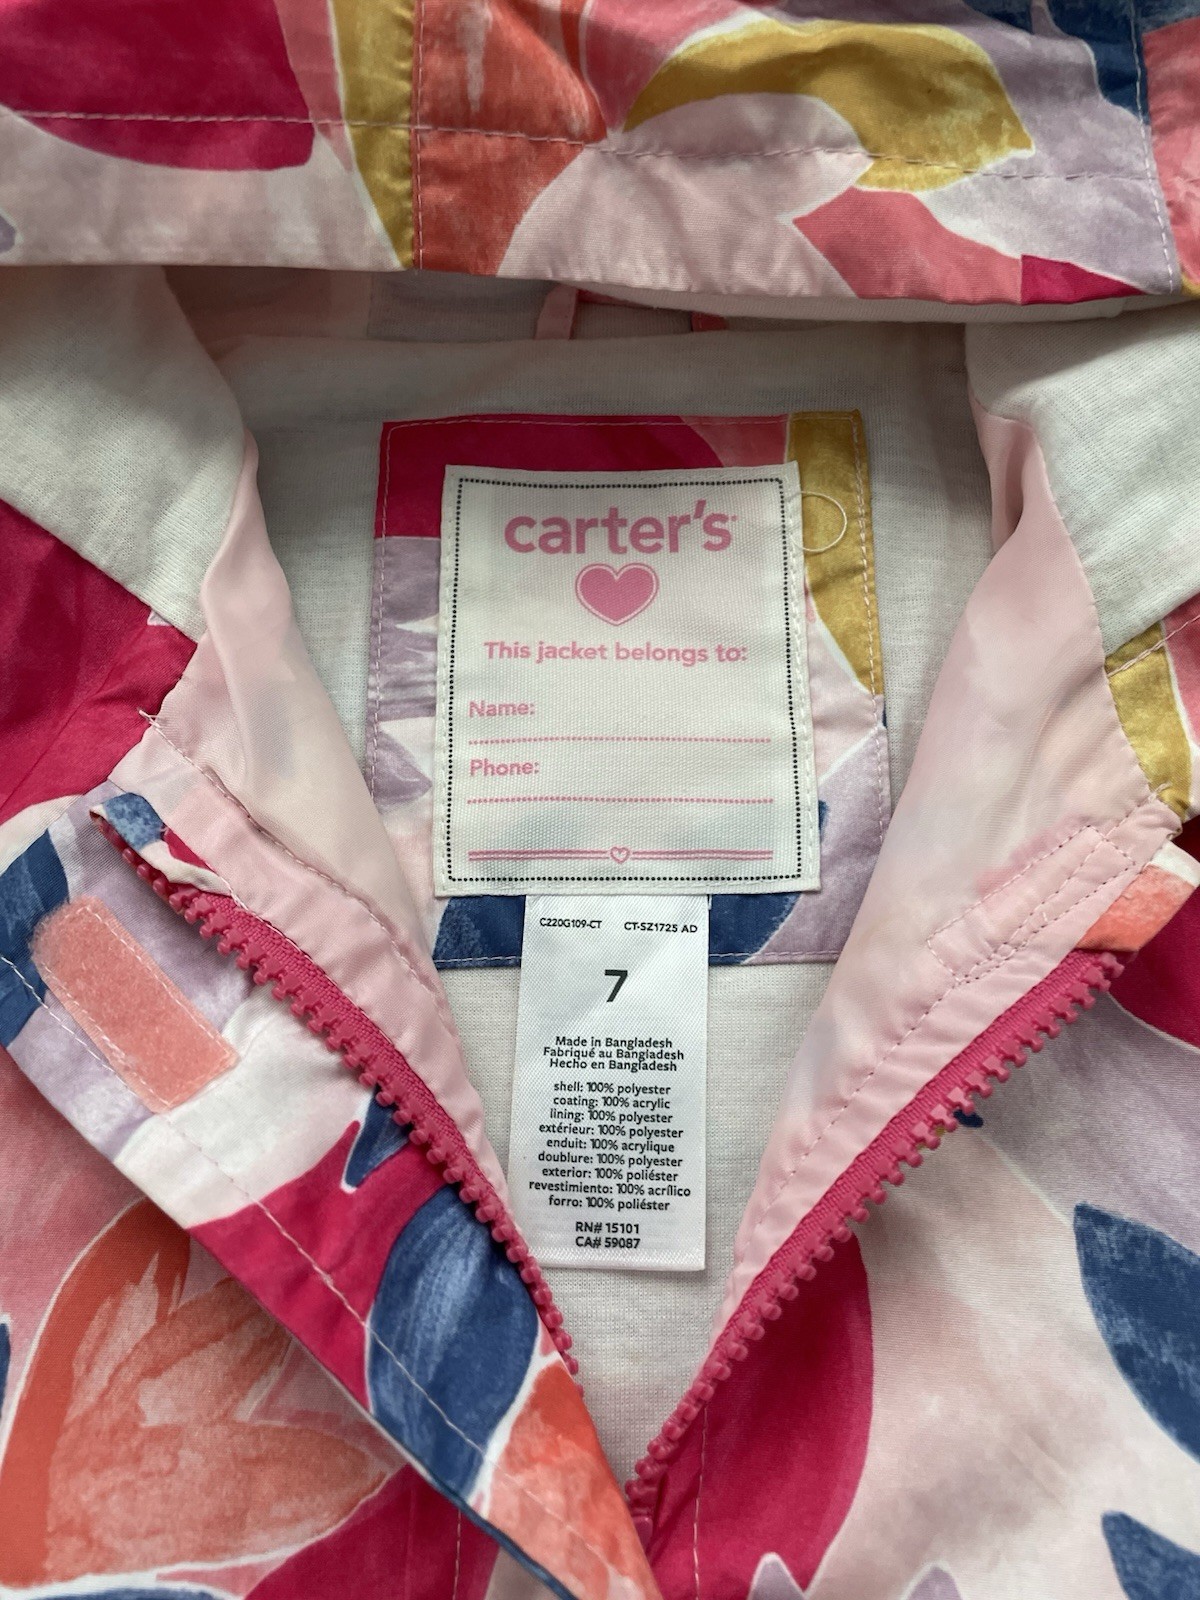 carter's
This jacket belongs to:
Name:
Phone:
C220G109-CT CT-SZ1725 AD
7
Made in Bangladesh
Fabriqué au Bangladesh
Hecho en Bangladesh
shell: 100% polyester
coating: 100% acrylic
lining: 100% polyester
extérieur: 100% polyester
enduit: 100% acrylique
doublure: 100% polyester
exterior: 100% poliéster
revestimiento: 100% acrílico
forro: 100% poliéster
RN# 15101
CA# 59087